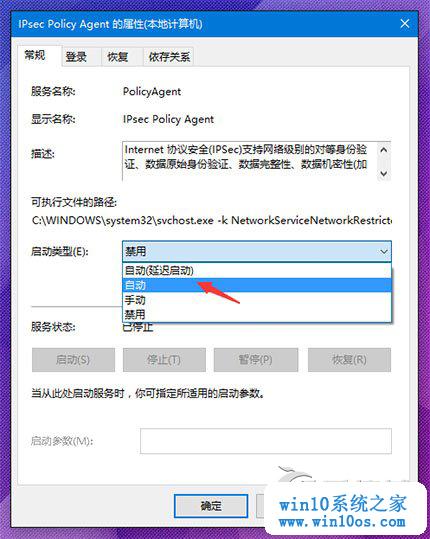 IPsec Policy Agent 的属性(本地计算机)
常规 登录 恢复 依存关系
服务名称: PolicyAgent
显示名称: IPsec Policy Agent
描述: Internet 协议安全(IPSec)支持网络级别的对等身份验
证、数据原始身份验证、数据完整性、数据机密性(加
可执行文件的路径:
C:\WINDOWS\system32\svchost.exe -k NetworkServiceNetworkRestricte
启动类型(E): 禁用
自动(延迟启动)
自动
手动
禁用
服务状态: 已停止
启动(S) 停止(T) 暂停(P) 恢复(R)
当从此处启动服务时，你可指定所适用的启动参数。
启动参数(M):
确定
win10系统之家
www.win10os.com